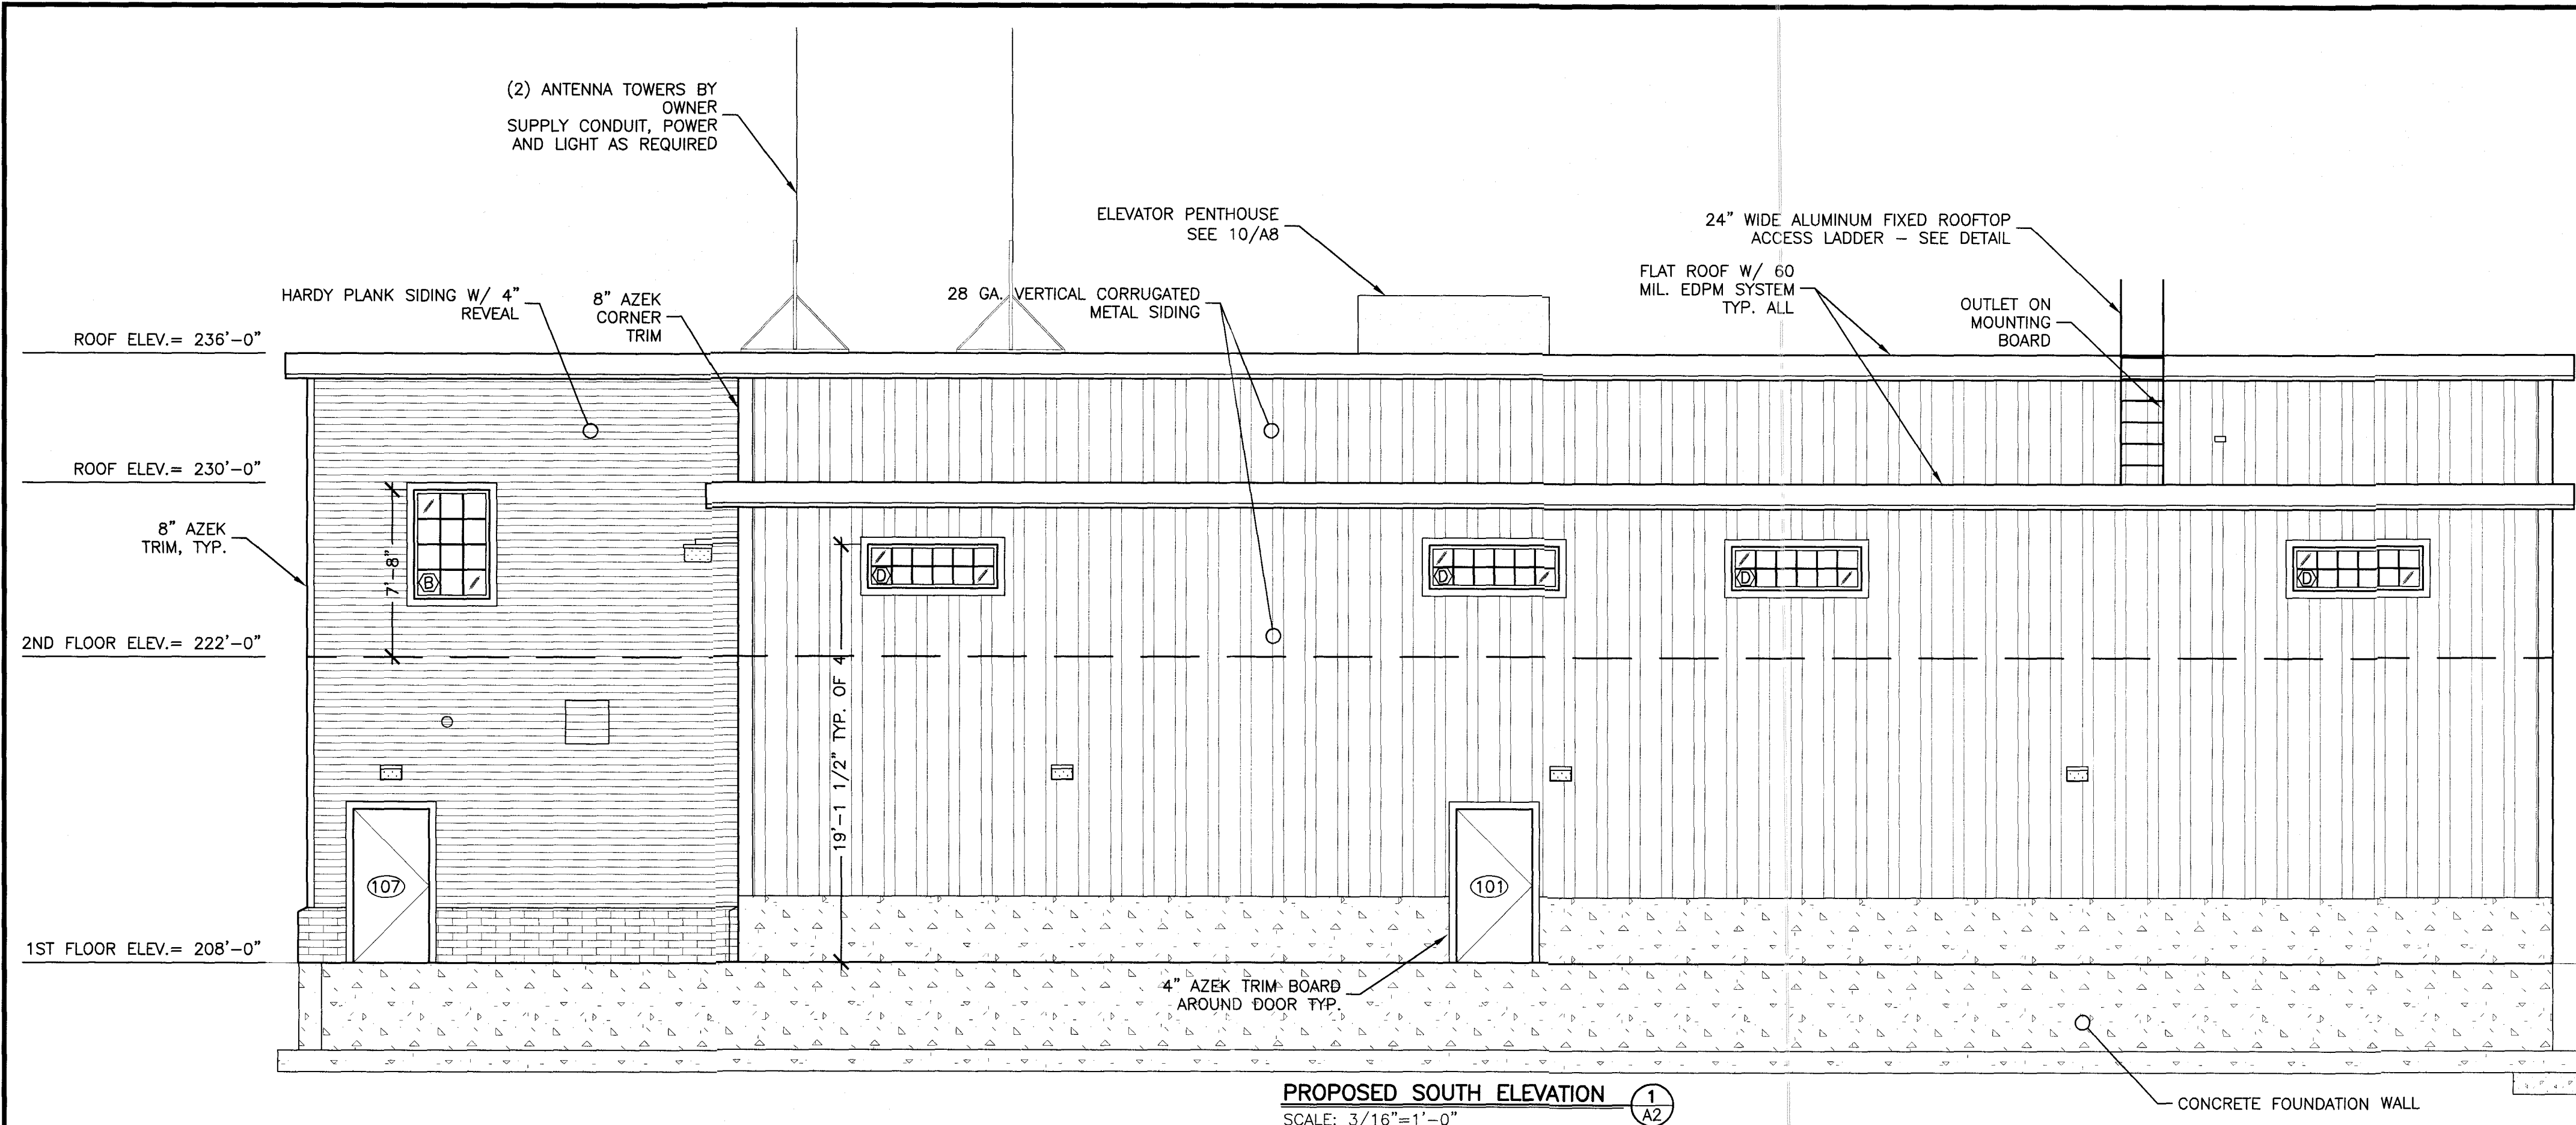 (2) ANTENNA TOWERS BY
OWNER
SUPPLY CONDUIT, POWER
AND LIGHT AS REQUIRED
ELEVATOR PENTHOUSE
SEE 10/A8
24" WIDE ALUMINUM FIXED ROOFTOP
ACCESS LADDER – SEE DETAIL
HARDY PLANK SIDING W/ 4"
REVEAL
8" AZEK
CORNER
TRIM
28 GA. VERTICAL CORRUGATED
METAL SIDING
FLAT ROOF W/ 60
MIL. EDPM SYSTEM
TYP. ALL
OUTLET ON
MOUNTING
BOARD
ROOF ELEV.= 236'-0"
ROOF ELEV.= 230'-0"
8" AZEK
TRIM, TYP.
7'-8"
B
D
D
D
D
2ND FLOOR ELEV.= 222'-0"
19'-1 1/2" TYP. OF 4
107
101
1ST FLOOR ELEV.= 208'-0"
4" AZEK TRIM BOARD
AROUND DOOR TYP.
PROPOSED SOUTH ELEVATION
1
A2
SCALE: 3/16"=1'-0"
CONCRETE FOUNDATION WALL